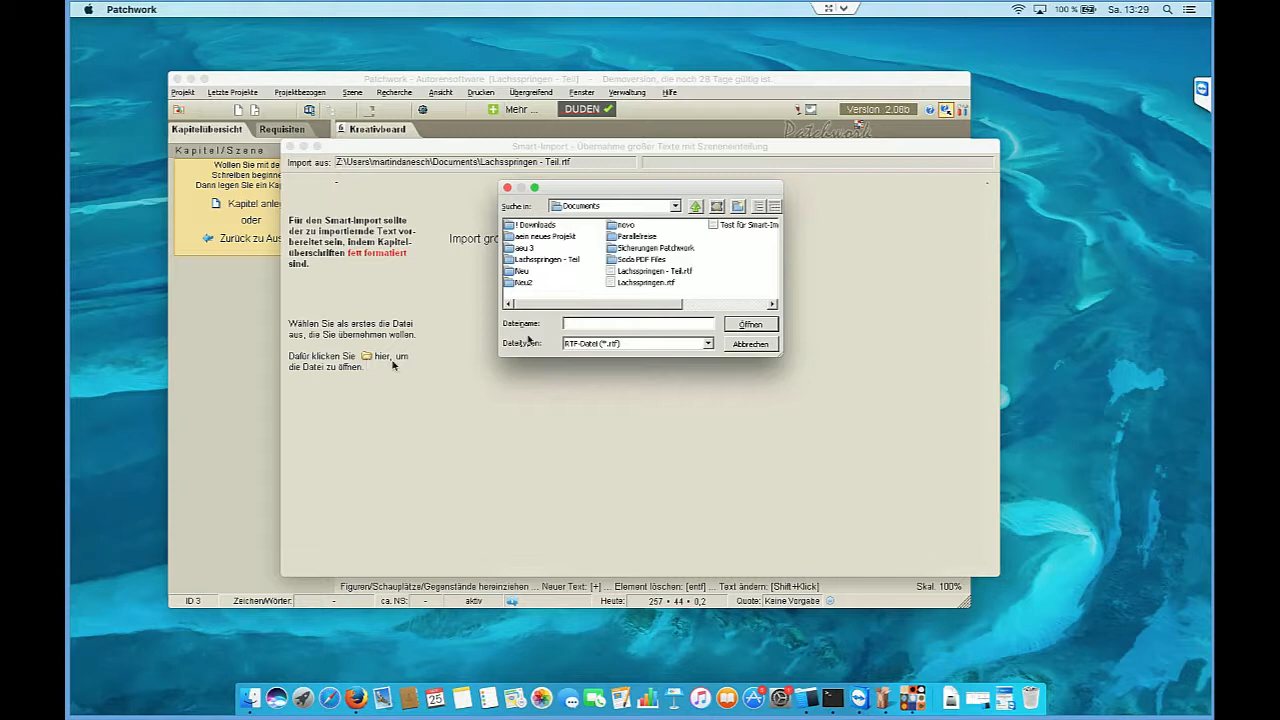 Patchwork
100 %
Sa. 13:29
Patchwork - Autorensoftware [Lachsspringen - Teil] - Demoversion, die noch 28 Tage gültig ist.
Projekt Letzte Projekte Projektbezogen Szene Recherche Ansicht Drucken Übergreifend Fenster Verwaltung Hilfe
Mehr ...
DUDEN
Version 2.08b
Kapitelübersicht Requisiten Kreativboard
Patchwork
Kapitel/Szene
Wollen Sie mit de
Schreiben beginne
Dann legen Sie ein Kap
Kapitel anle
oder
Zurück zu Aus
Smart-Import - Übernahme großer Texte mit Szeneneinteilung
Import aus: Z:\Users\martindanesch\Documents\Lachsspringen - Teil.rtf
Für den Smart-Import sollte
der zu importierende Text vor-
bereitet sein, indem Kapitel-
überschriften fett formatiert
sind.
Import gro
Wählen Sie als erstes die Datei
aus, die Sie übernehmen wollen.
Dafür klicken Sie hier, um
die Datei zu öffnen.
Suche in: Documents
! Downloads
aein neues Projekt
aeu 3
Lachsspringen - Teil
Neu
Neu2
novo
Parallelreise
Sicherungen Patchwork
Soda PDF Files
Lachsspringen - Teil.rtf
Lachsspringen.rtf
Test für Smart-Im
Dateiname:
Öffnen
Dateitypen: RTF-Datei (*.rtf)
Abbrechen
Figuren/Schauplätze/Gegenstände hereinziehen ... Neuer Text: [+] ... Element löschen: [entf] ... Text ändern: [Shift+Klick]
Skal. 100%
ID 3 Zeichen/Wörter: - ca. NS: - aktiv Heute: 257 • 44 • 0,2 Quote: Keine Vorgabe
25